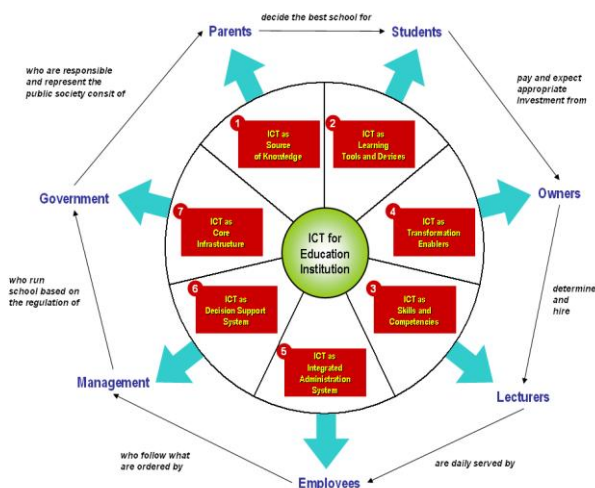 decide the best school for
Parents
Students
who are responsible
and represent the
public society consit of
pay and expect
appropriate
investment from
1
ICT as
Sourse
of Knowledge
2
ICT as
Learning
Tools and Devices
Government
7
ICT as
Core
Infrastructure
ICT for
Education
Institution
4
ICT as
Transformation
Enablers
Owners
who run
school based on
the regulation of
6
ICT as
Decision Support
System
3
ICT as
Skills and
Competencies
determine
and
hire
5
ICT as
Integrated
Administration
System
Management
Lecturers
who follow what
are ordered by
Employees
are daily served by